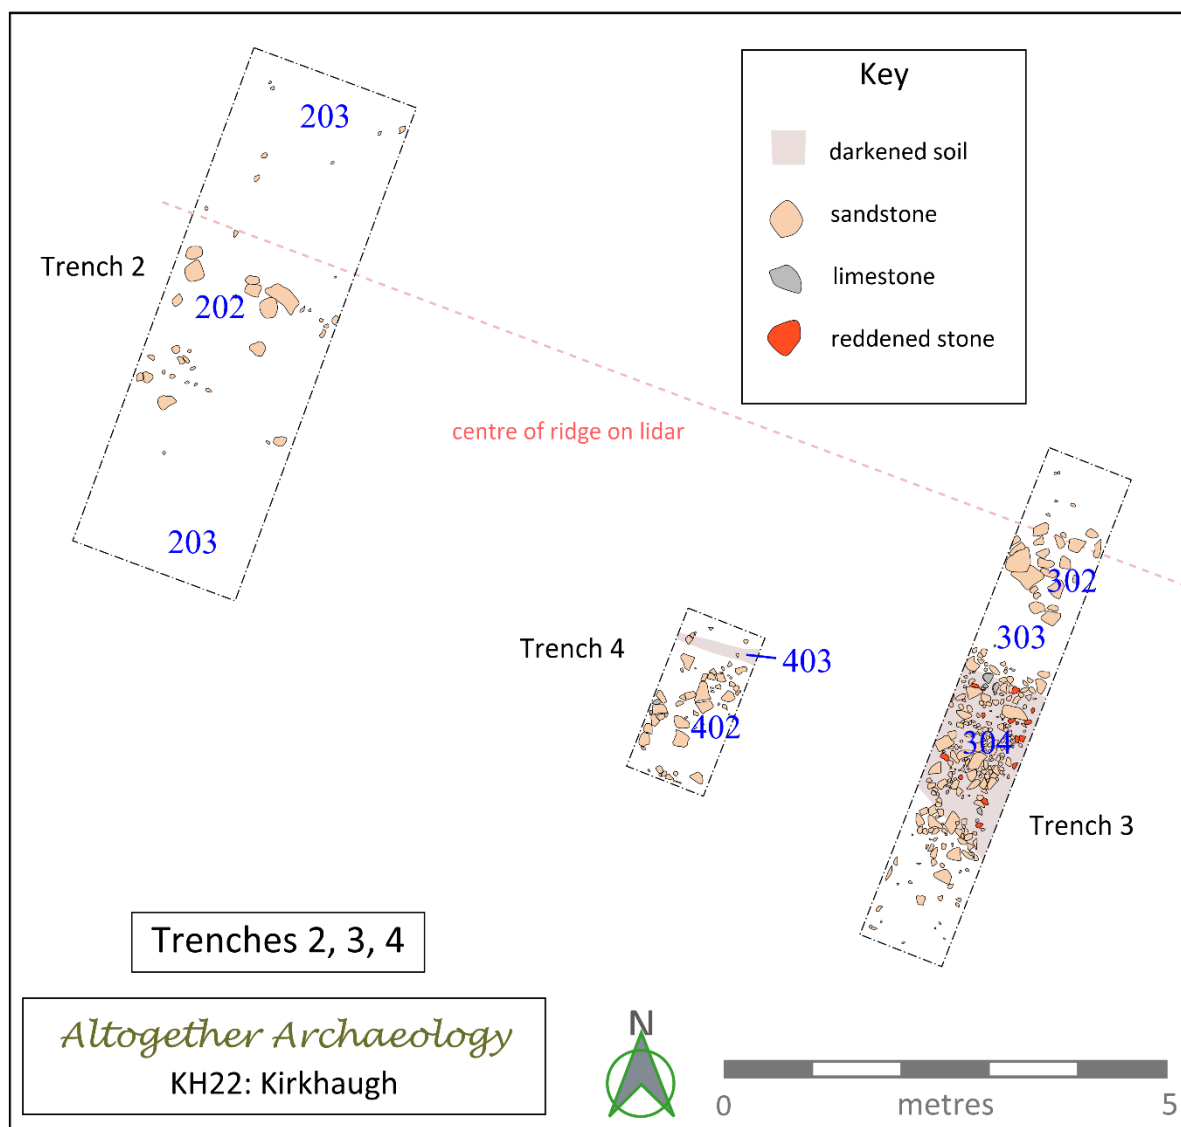 Key
darkened soil
sandstone
limestone
reddened stone
203
Trench 2
202
centre of ridge on lidar
203
302
303
Trench 4
403
402
304
Trench 3
Trenches 2, 3, 4
Altogether Archaeology
KH22: Kirkhaugh
N
0 metres 5